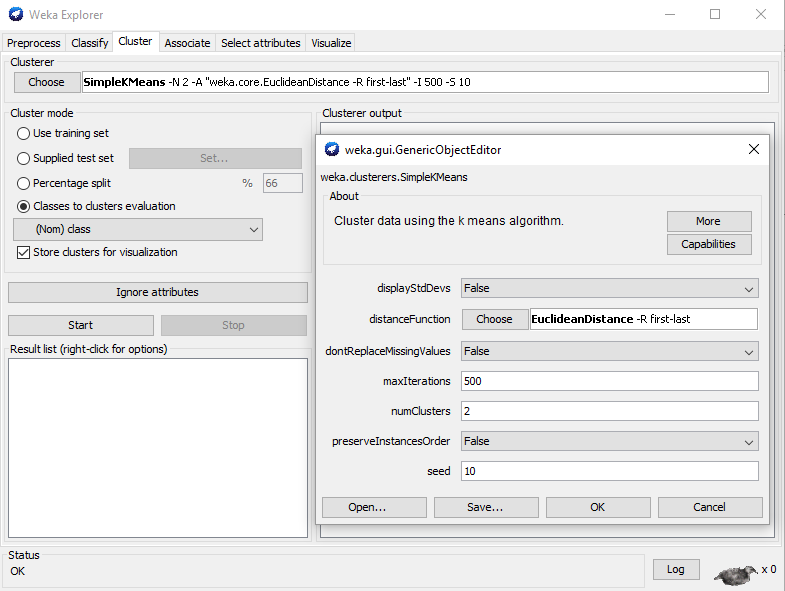 Weka Explorer
Preprocess Classify Cluster Associate Select attributes Visualize
Clusterer
Choose SimpleKMeans -N 2 -A "weka.core.EuclideanDistance -R first-last" -I 500 -S 10
Cluster mode
Use training set
Supplied test set Set...
Percentage split % 66
Classes to clusters evaluation
(Nom) class
Store clusters for visualization
Ignore attributes
Start Stop
Result list (right-click for options)
Clusterer output
weka.gui.GenericObjectEditor
weka.clusterers.SimpleKMeans
About
Cluster data using the k means algorithm.
More
Capabilities
displayStdDevs False
distanceFunction Choose EuclideanDistance -R first-last
dontReplaceMissingValues False
maxIterations 500
numClusters 2
preserveInstancesOrder False
seed 10
Open... Save... OK Cancel
Status
OK
Log x 0